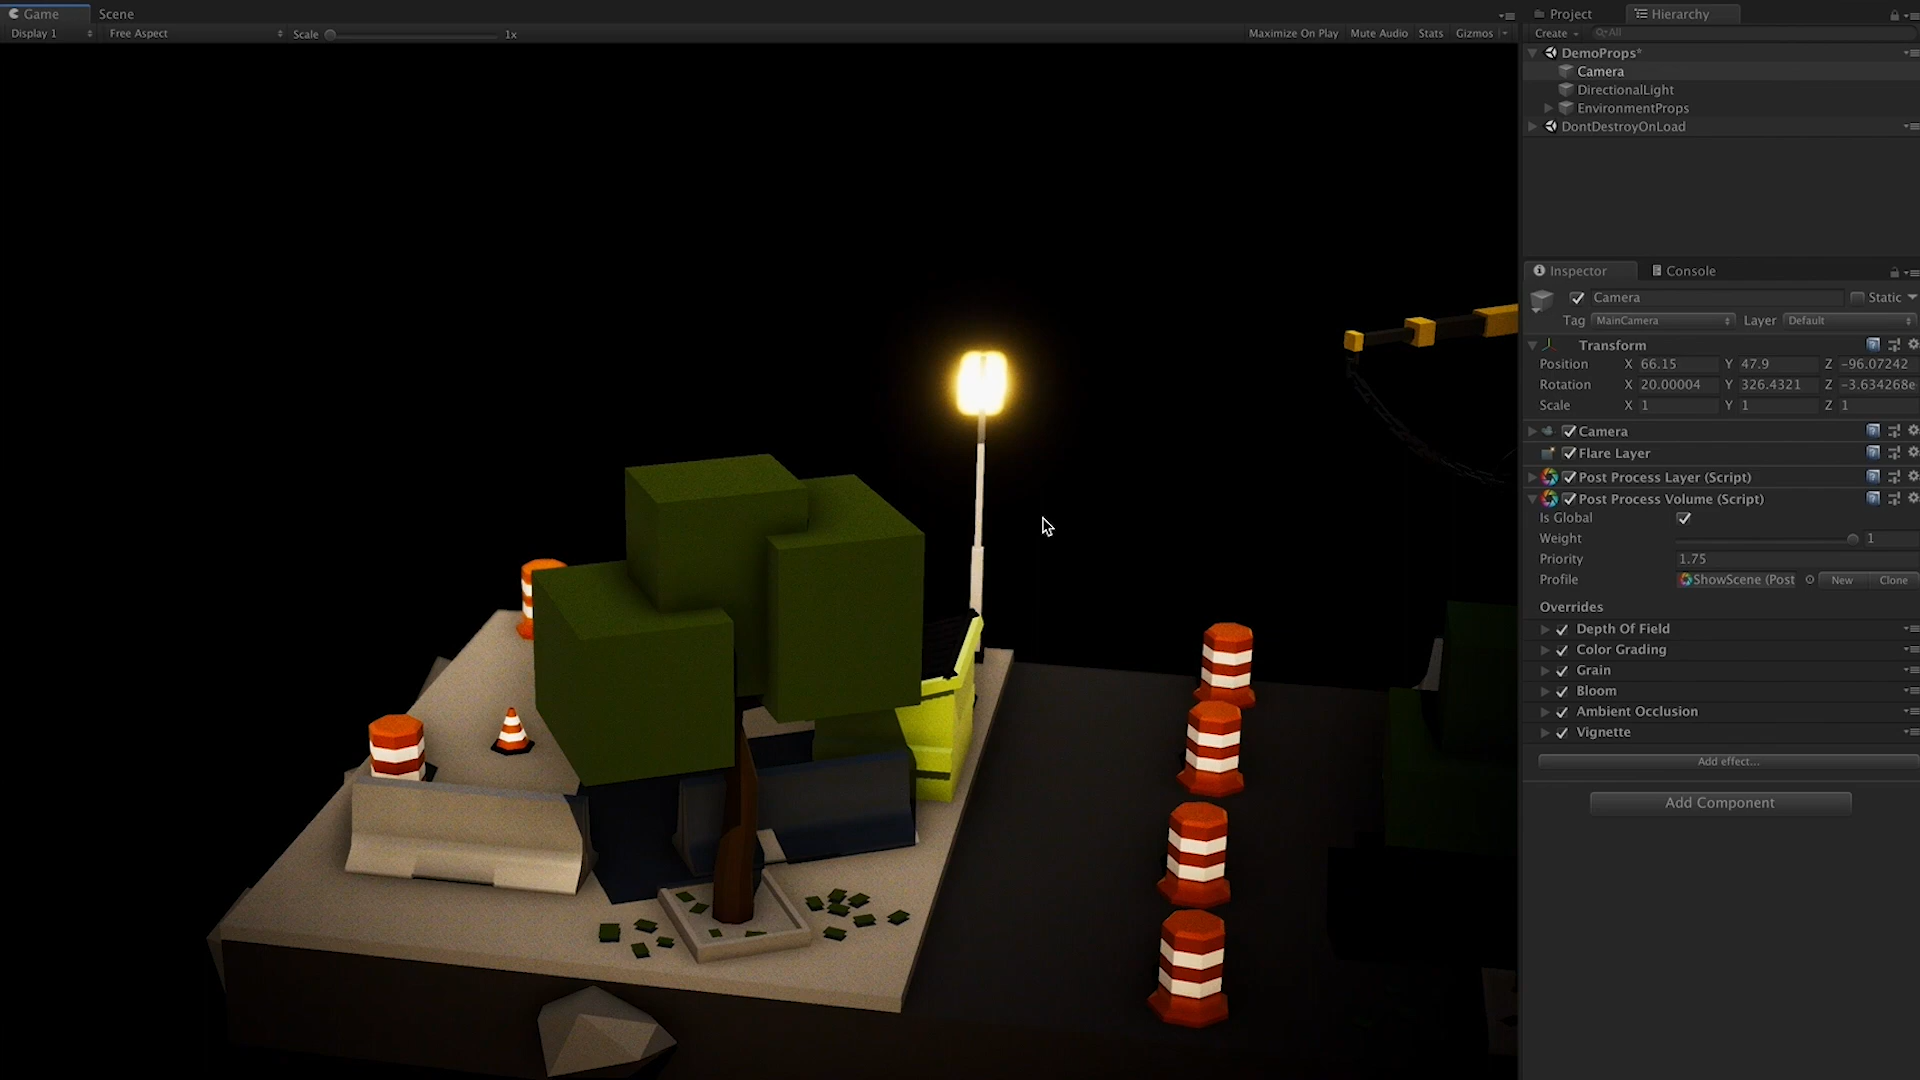 Game
Scene
Display 1
Free Aspect
Scale
1x
Maximize On Play
Mute Audio
Stats
Gizmos
Project
Hierarchy
Create
All
DemoProps*
Camera
DirectionalLight
EnvironmentProps
DontDestroyOnLoad
Inspector
Console
Camera
Static
Tag
MainCamera
Layer
Default
Transform
Position X 66.15 Y 47.9 Z -96.07242
Rotation X 20.00004 Y 326.4321 Z -3.634268e
Scale X 1 Y 1 Z 1
Camera
Flare Layer
Post Process Layer (Script)
Post Process Volume (Script)
Is Global
Weight 1
Priority 1.75
Profile ShowScene (Post New Clone
Overrides
Depth Of Field
Color Grading
Grain
Bloom
Ambient Occlusion
Vignette
Add effect...
Add Component